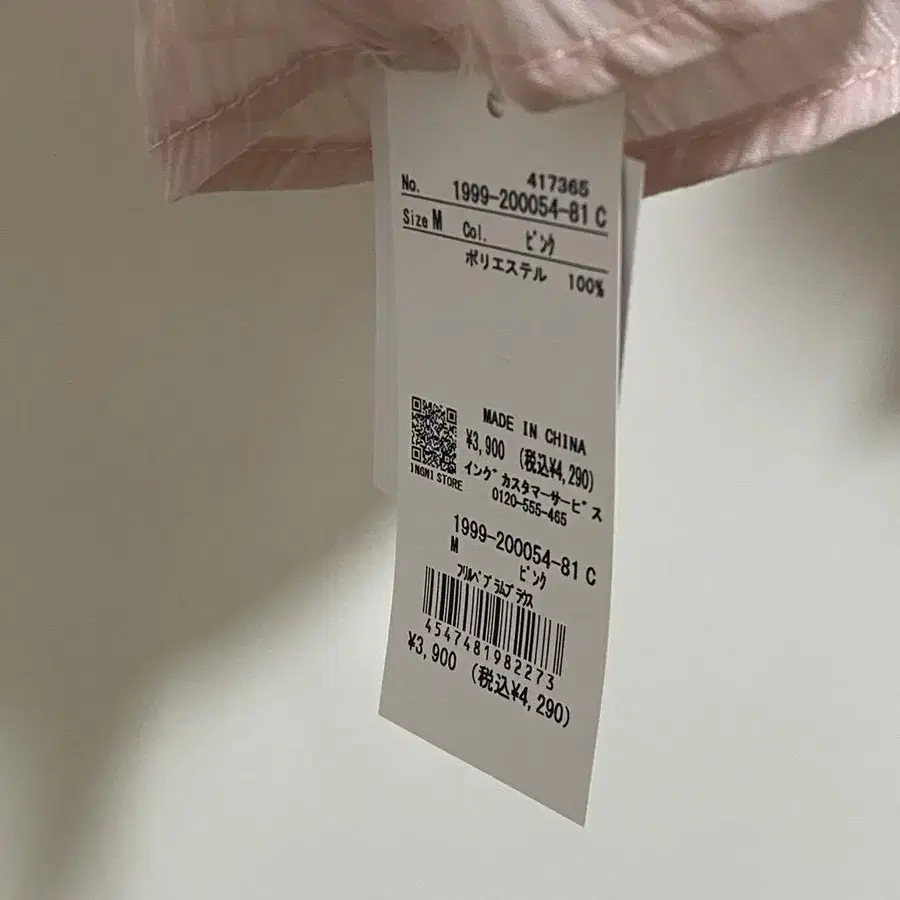 417365
No. 1999-200054-81 C
Size M Col. ピンク
ポリエステル 100%
MADE IN CHINA
¥3,900 (税込¥4,290)
INGNI STORE
イング カスタマーサービス
0120-555-465
1999-200054-81 C
M ピンク
フリルペプラムブラウス
4547481982273
¥3,900 (税込¥4,290)